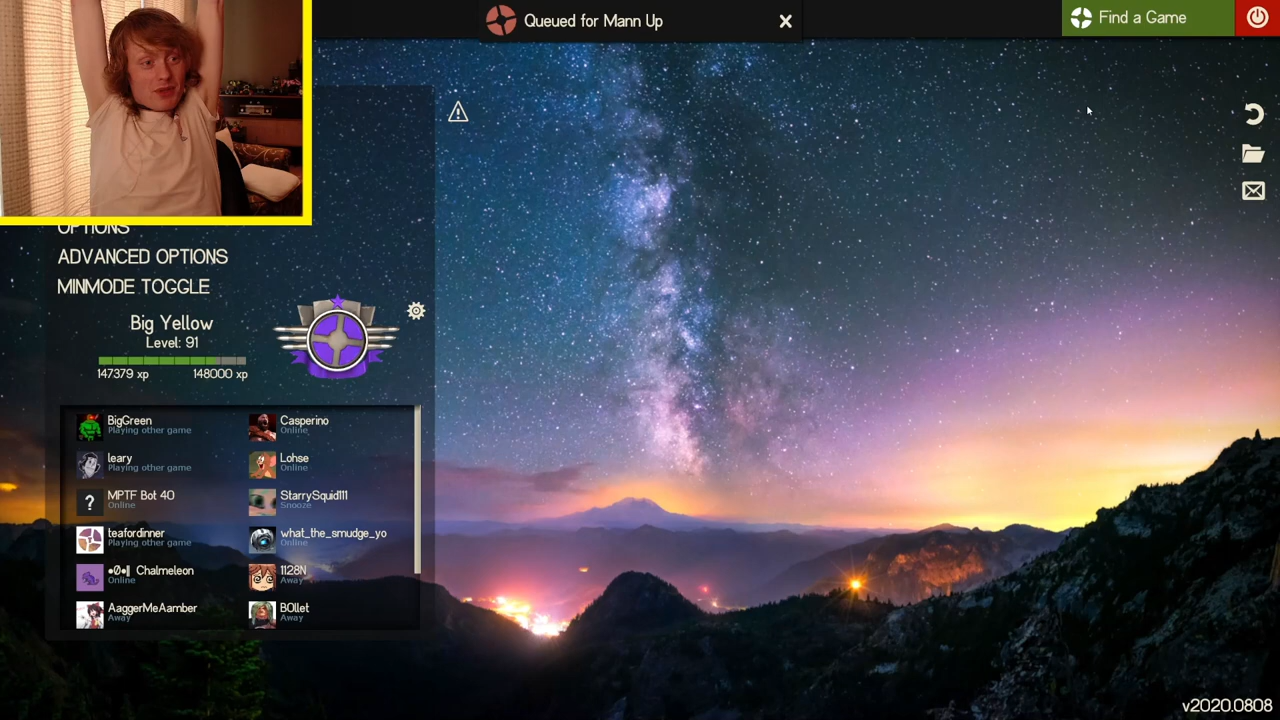 Queued for Mann Up
Find a Game
OPTIONS
ADVANCED OPTIONS
MINMODE TOGGLE
Big Yellow
Level: 91
147379 xp 148000 xp
BigGreen
Playing other game
Casperino
Online
leary
Playing other game
Lohse
Online
? MPTF Bot 40
Online
StarrySquid111
Snooze
teafordinner
Playing other game
what_the_smudge_yo
Online
Chalmeleon
Online
1128N
Away
AaggerMeAamber
Away
B0llet
Away
v2020.0808